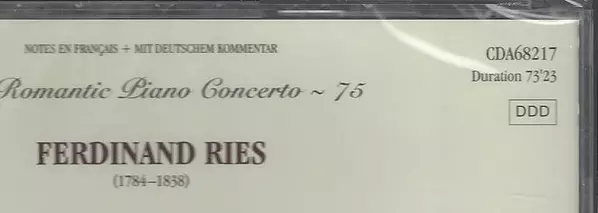 NOTES EN FRANÇAIS + MIT DEUTSCHEM KOMMENTAR
CDA68217
Duration 73'23
Romantic Piano Concerto ~ 75
DDD
FERDINAND RIES
(1784–1838)